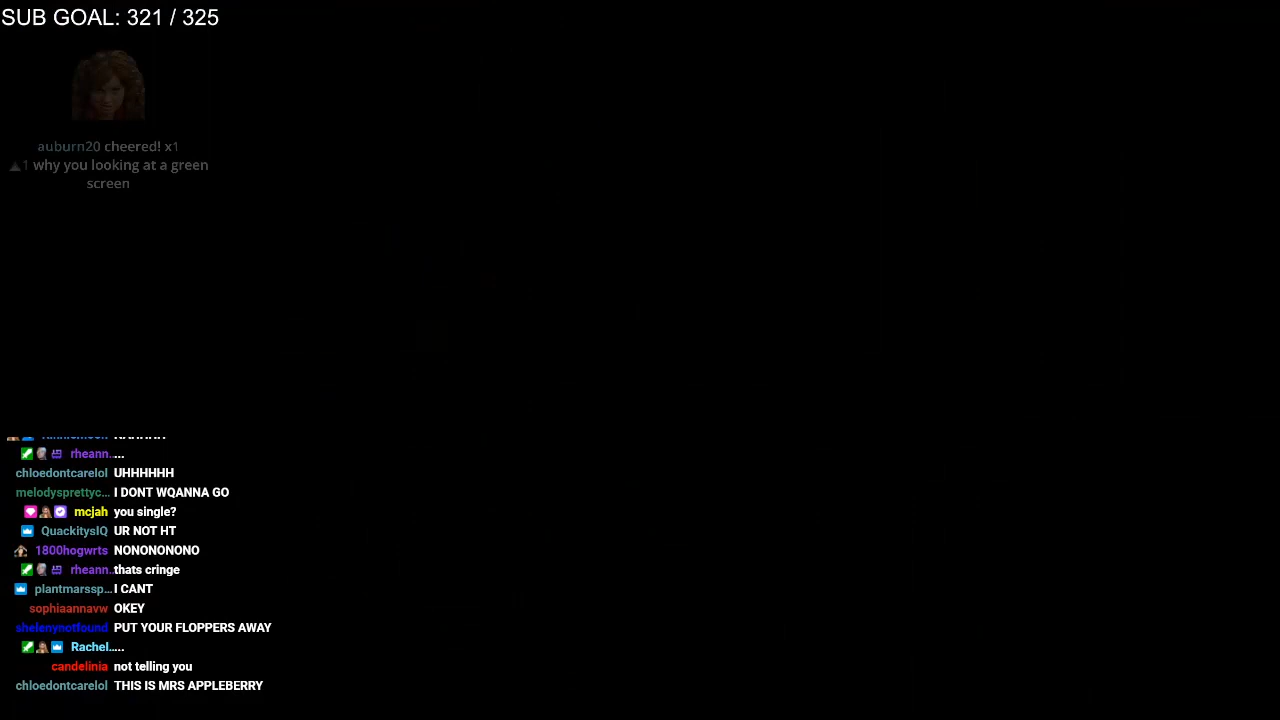 SUB GOAL: 321 / 325
auburn20 cheered! x1
1 why you looking at a green
screen
rheann..... 
chloedontcarelol UHHHHHH
melodysprettyc... I DONT WQANNA GO
mcjah you single?
QuackitysIQ UR NOT HT
1800hogwrts NONONONONO
rheann..thats cringe
plantmarssp... I CANT
sophiaannavw OKEY
shelenynotfound PUT YOUR FLOPPERS AWAY
Rachel.....
candelinia not telling you
chloedontcarelol THIS IS MRS APPLEBERRY